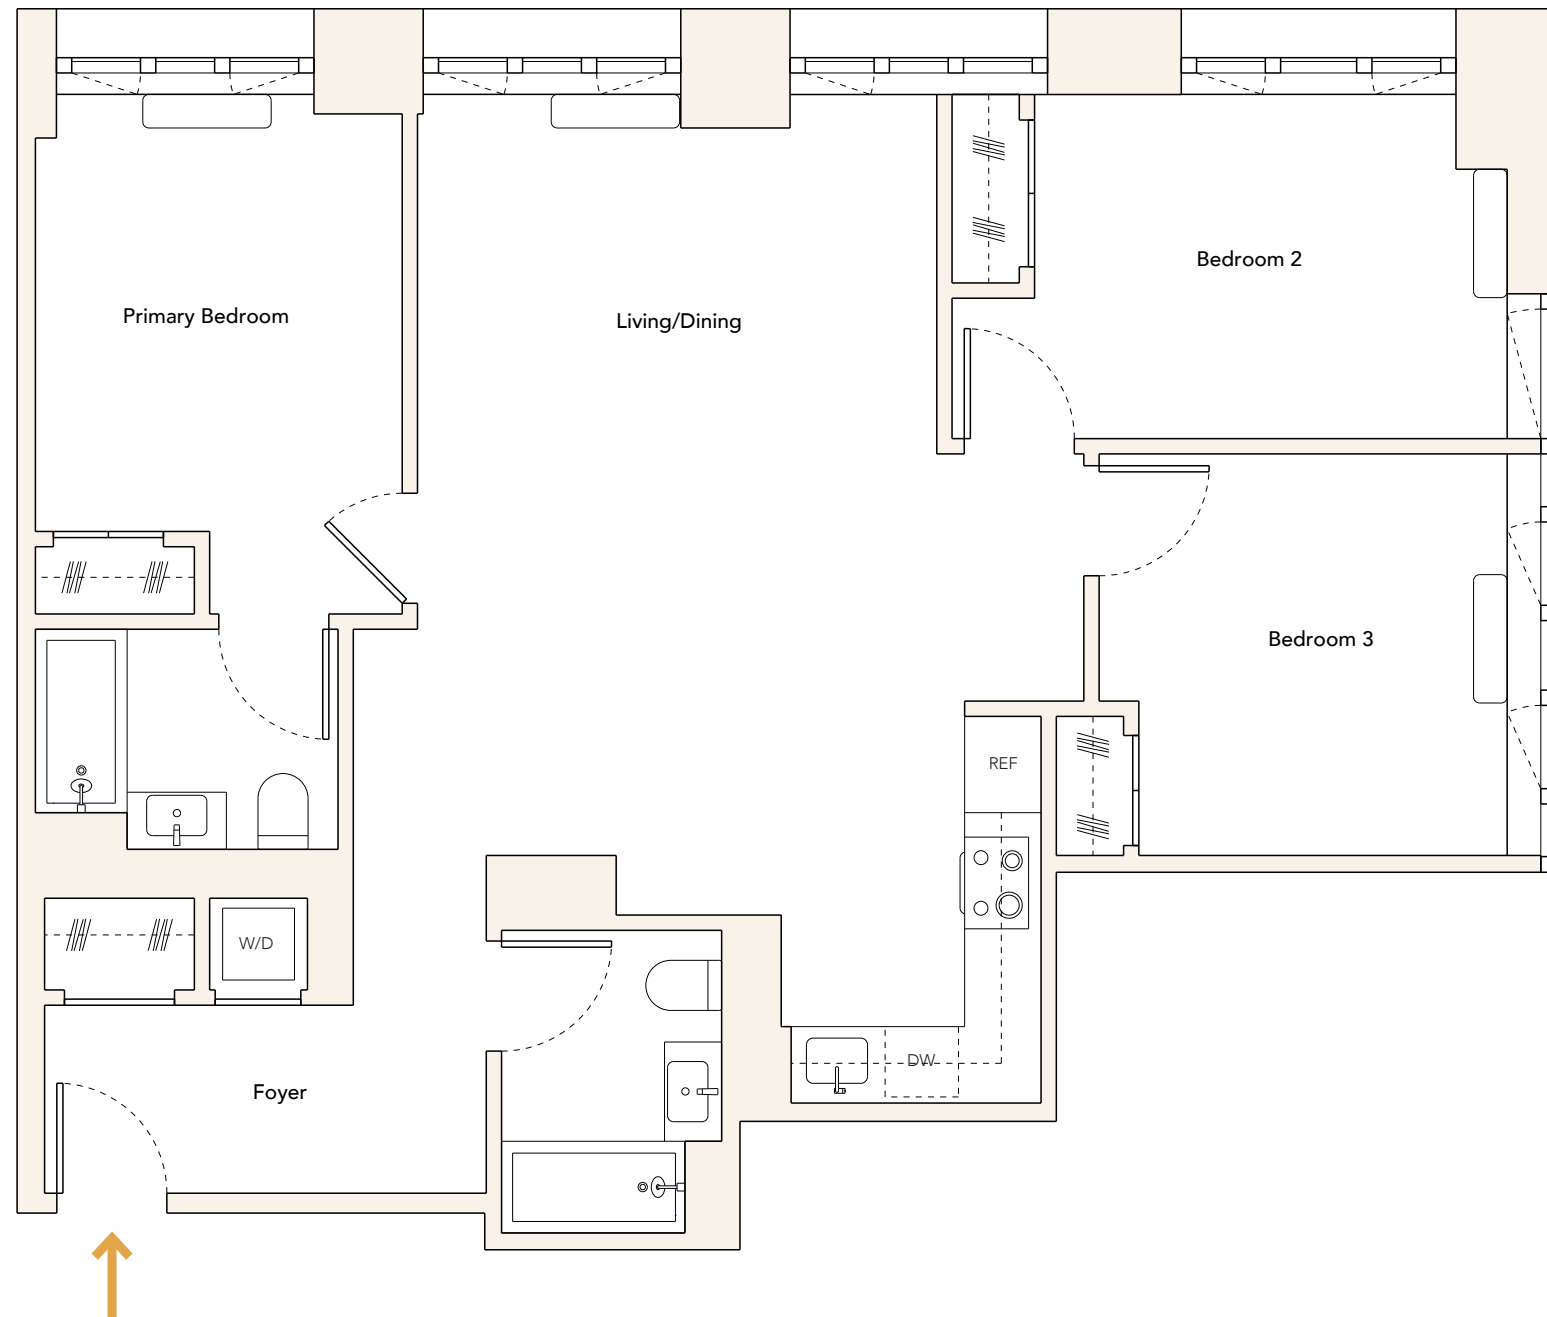 Bedroom 2
Primary Bedroom
Living/Dining
Bedroom 3
REF
W/D
DW
Foyer